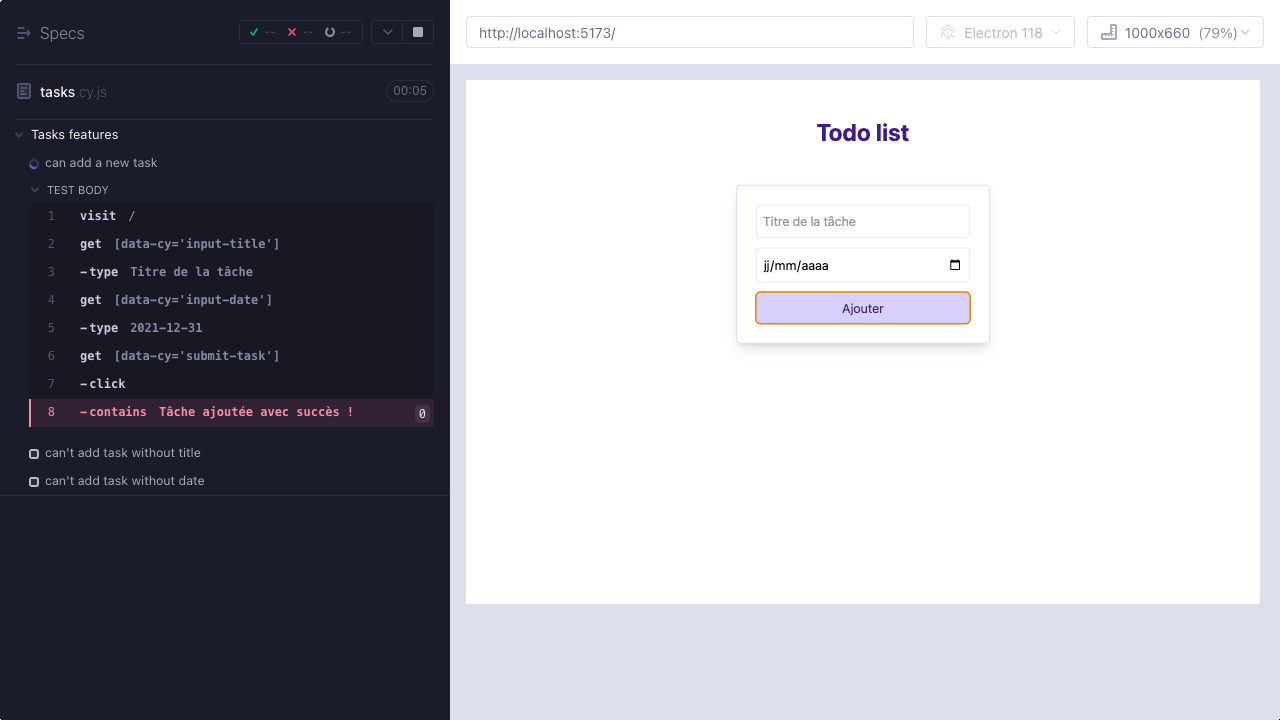 Specs
-- -- --
tasks.cy.js 00:05
Tasks features
can add a new task
TEST BODY
1 visit /
2 get [data-cy='input-title']
3 -type Titre de la tâche
4 get [data-cy='input-date']
5 -type 2021-12-31
6 get [data-cy='submit-task']
7 -click
8 -contains Tâche ajoutée avec succès ! 0
can't add task without title
can't add task without date
http://localhost:5173/
Electron 118
1000x660 (79%)
Todo list
Titre de la tâche
jj/mm/aaaa
Ajouter